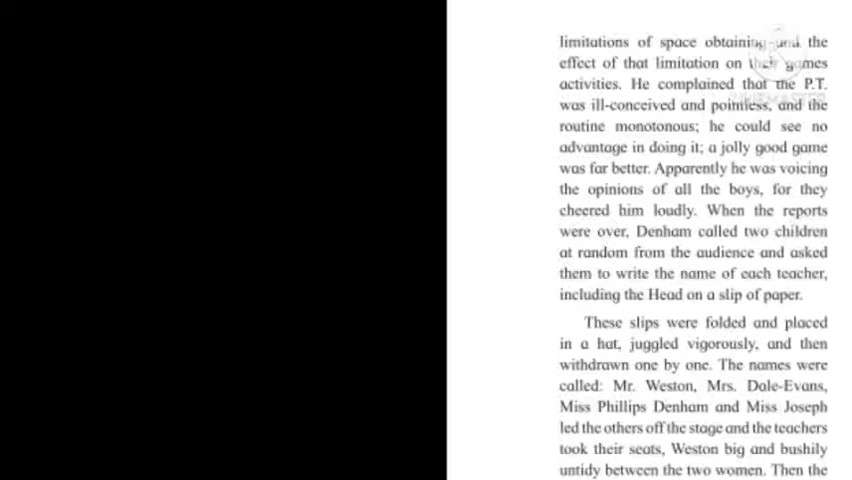 limitations of space obtaining and the
effect of that limitation on their games
activities. He complained that the P.T.
was ill-conceived and pointless, and the
routine monotonous; he could see no
advantage in doing it; a jolly good game
was far better. Apparently he was voicing
the opinions of all the boys, for they
cheered him loudly. When the reports
were over, Denham called two children
at random from the audience and asked
them to write the name of each teacher,
including the Head on a slip of paper.
These slips were folded and placed
in a hat, juggled vigorously, and then
withdrawn one by one. The names were
called: Mr. Weston, Mrs. Dale-Evans,
Miss Phillips Denham and Miss Joseph
led the others off the stage and the teachers
took their seats, Weston big and bushily
untidy between the two women. Then the